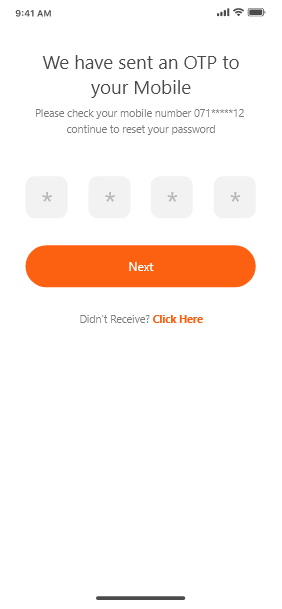 9:41 AM
We have sent an OTP to
your Mobile
Please check your mobile number 071*****12
continue to reset your password
* * * *
Next
Didn't Receive? Click Here